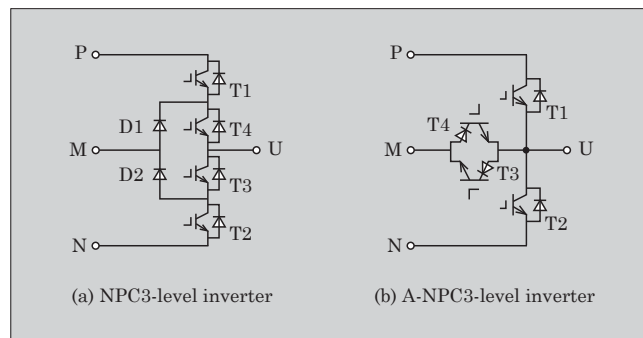 P
T1
D1
T4
M
U
D2
T3
T2
N
(a) NPC3-level inverter
P
T1
T4
M
U
T3
T2
N
(b) A-NPC3-level inverter